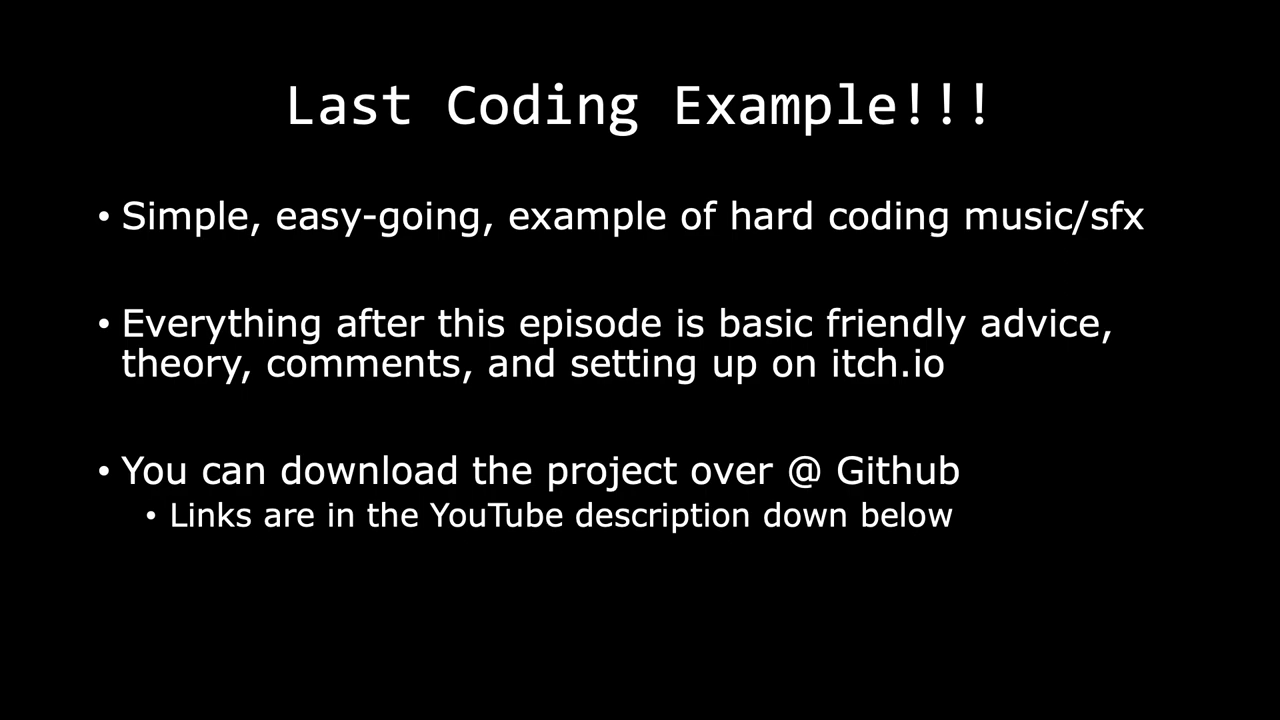 Last Coding Example!!!
• Simple, easy-going, example of hard coding music/sfx
• Everything after this episode is basic friendly advice,
theory, comments, and setting up on itch.io
• You can download the project over @ Github
• Links are in the YouTube description down below